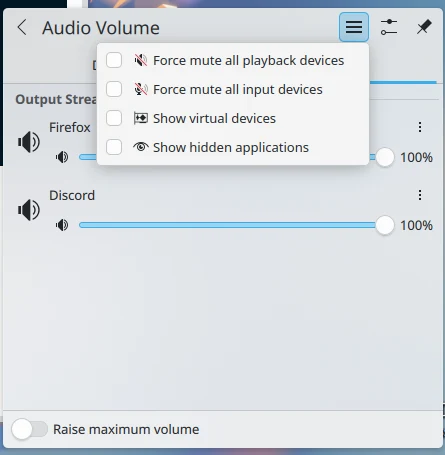 Audio Volume
Force mute all playback devices
Force mute all input devices
Show virtual devices
Show hidden applications
Output Strea
Firefox
100%
Discord
100%
Raise maximum volume